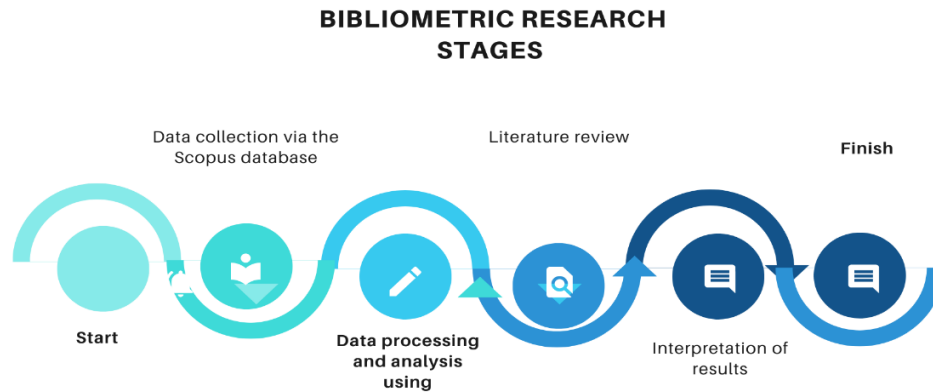 BIBLIOMETRIC RESEARCH
STAGES
Start
Data collection via the
Scopus database
Data processing
and analysis
using
Literature review
Interpretation of
results
Finish